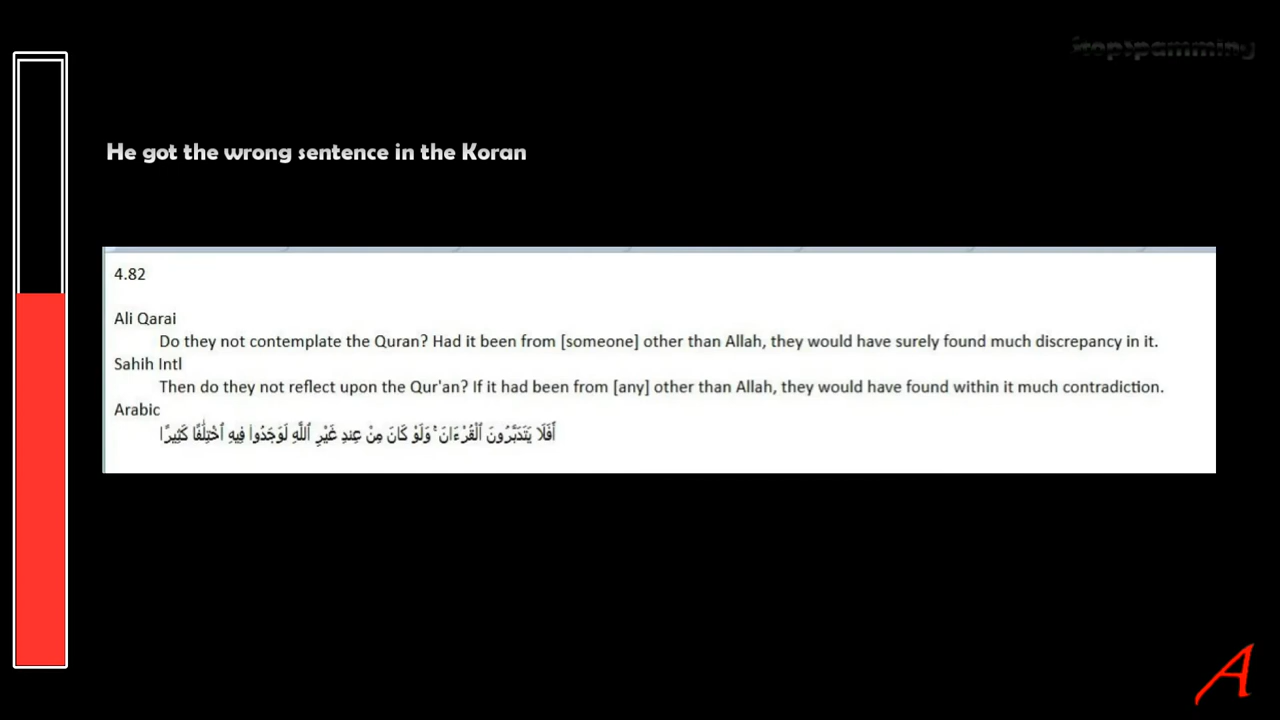 Stopspamming
He got the wrong sentence in the Koran
4.82
Ali Qarai
Do they not contemplate the Quran? Had it been from [someone] other than Allah, they would have surely found much discrepancy in it.
Sahih Intl
Then do they not reflect upon the Qur'an? If it had been from [any] other than Allah, they would have found within it much contradiction.
Arabic
أَفَلَا يَتَدَبَّرُونَ ٱلْقُرْءَانَ ۚ وَلَوْ كَانَ مِنْ عِندِ غَيْرِ ٱللَّهِ لَوَجَدُوا۟ فِيهِ ٱخْتِلَٰفًا كَثِيرًا
A